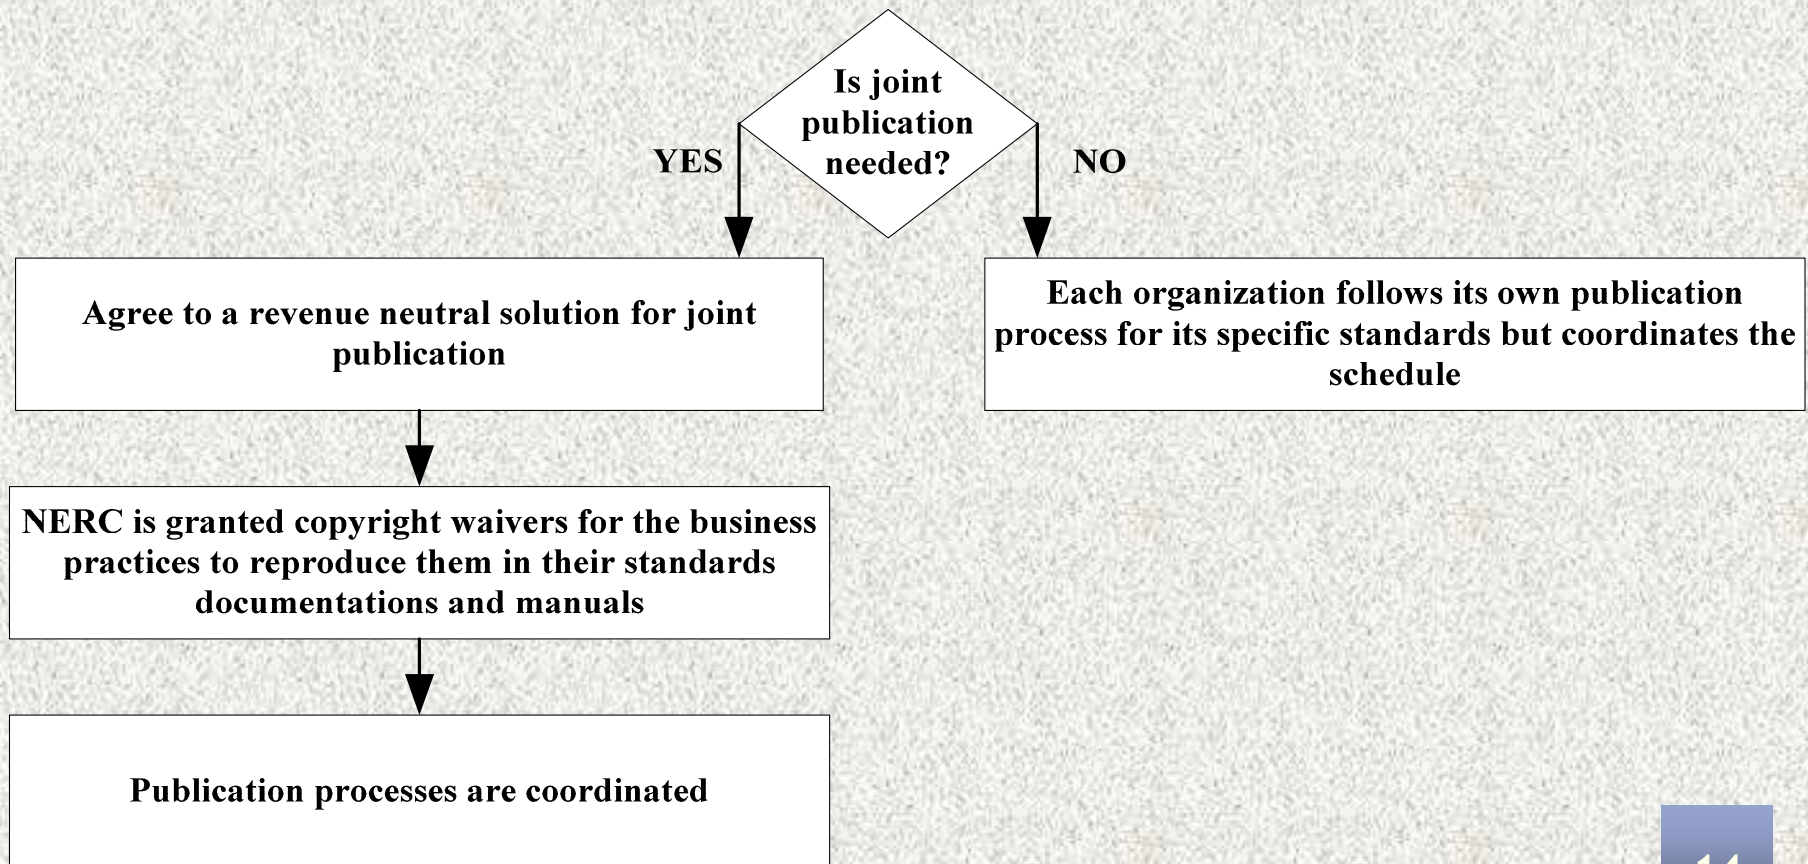 Is joint
publication
needed?
YES
NO
Agree to a revenue neutral solution for joint
publication
Each organization follows its own publication
process for its specific standards but coordinates the
schedule
NERC is granted copyright waivers for the business
practices to reproduce them in their standards
documentations and manuals
Publication processes are coordinated